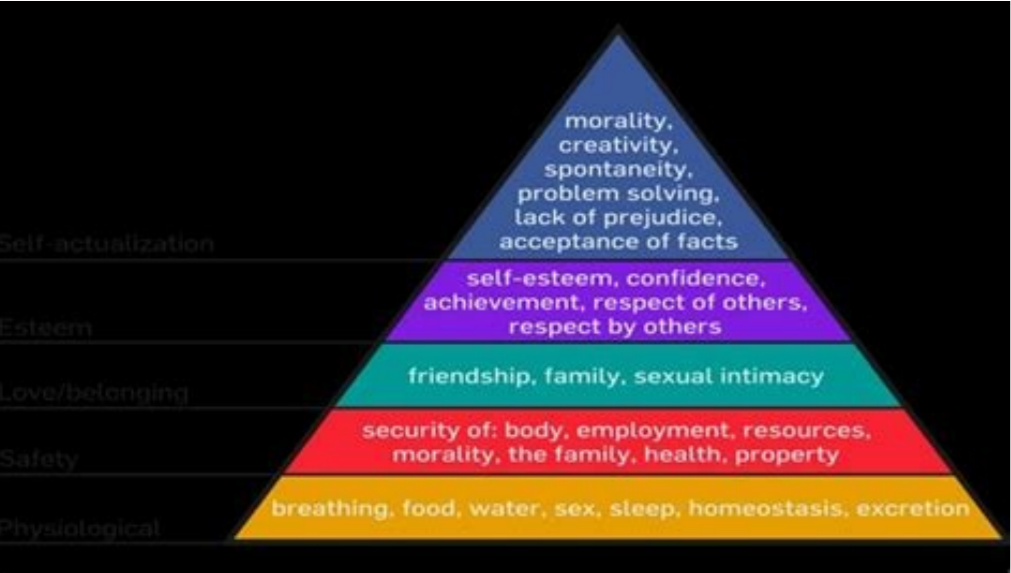 morality,
creativity,
spontaneity,
problem solving,
lack of prejudice,
acceptance of facts
Self-actualization
self-esteem, confidence,
achievement, respect of others,
respect by others
Esteem
friendship, family, sexual intimacy
Love/belonging
security of: body, employment, resources,
morality, the family, health, property
Safety
breathing, food, water, sex, sleep, homeostasis, excretion
Physiological